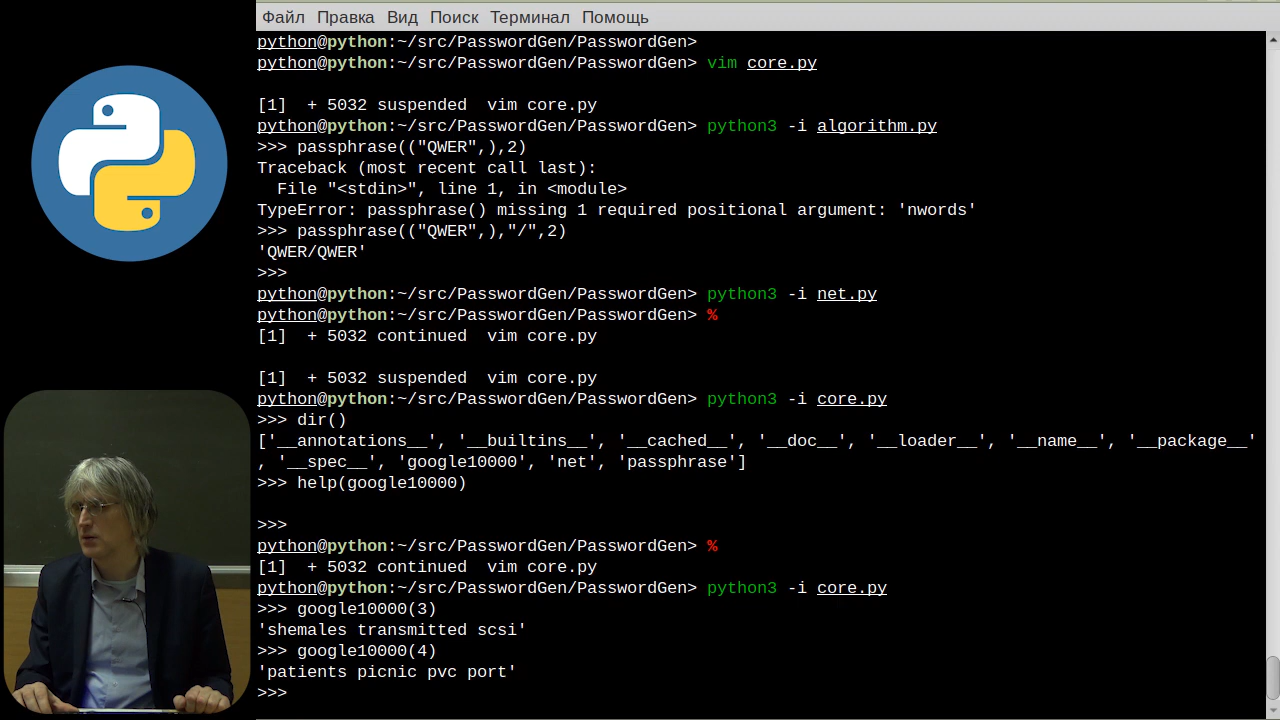 Файл Правка Вид Поиск Терминал Помощь
python@python:~/src/PasswordGen/PasswordGen>
python@python:~/src/PasswordGen/PasswordGen> vim core.py
[1]  + 5032 suspended  vim core.py
python@python:~/src/PasswordGen/PasswordGen> python3 -i algorithm.py
>>> passphrase(("QWER",),2)
Traceback (most recent call last):
  File "<stdin>", line 1, in <module>
TypeError: passphrase() missing 1 required positional argument: 'nwords'
>>> passphrase(("QWER",),"/",2)
'QWER/QWER'
>>>
python@python:~/src/PasswordGen/PasswordGen> python3 -i net.py
python@python:~/src/PasswordGen/PasswordGen> %
[1]  + 5032 continued  vim core.py
[1]  + 5032 suspended  vim core.py
python@python:~/src/PasswordGen/PasswordGen> python3 -i core.py
>>> dir()
['__annotations__', '__builtins__', '__cached__', '__doc__', '__loader__', '__name__', '__package__'
, '__spec__', 'google10000', 'net', 'passphrase']
>>> help(google10000)
>>>
python@python:~/src/PasswordGen/PasswordGen> %
[1]  + 5032 continued  vim core.py
python@python:~/src/PasswordGen/PasswordGen> python3 -i core.py
>>> google10000(3)
'shemales transmitted scsi'
>>> google10000(4)
'patients picnic pvc port'
>>>